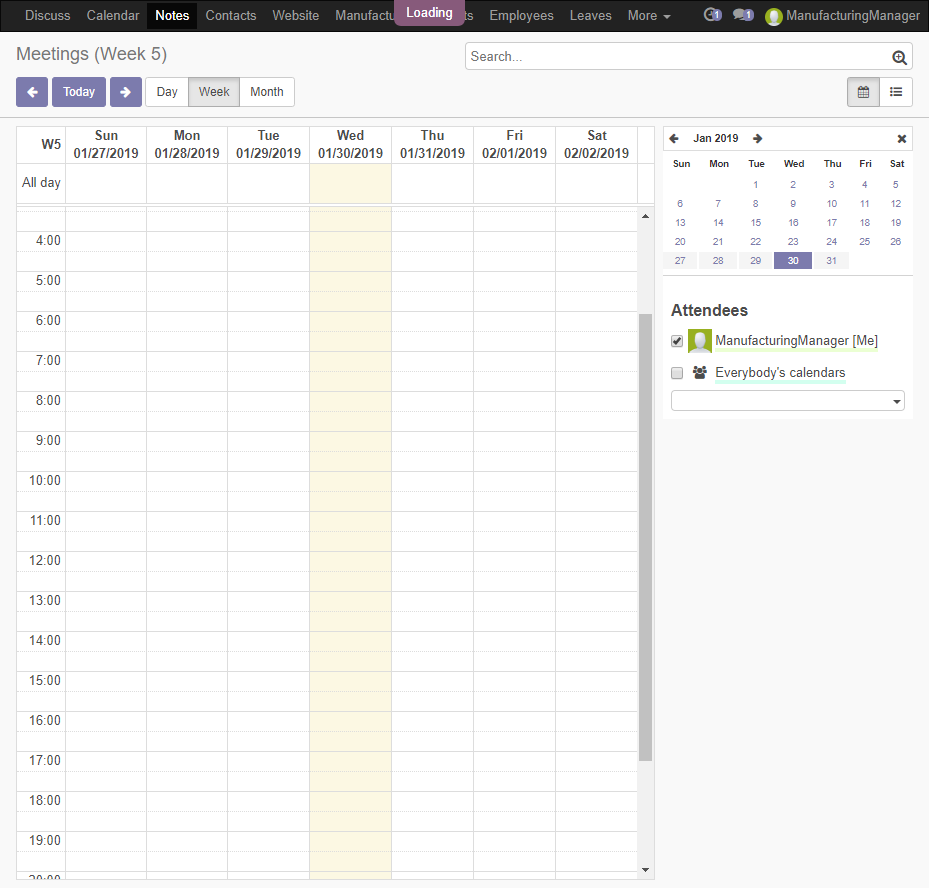 Discuss Calendar Notes Contacts Website Manufactu Loading ts Employees Leaves More 1 1 ManufacturingManager
Meetings (Week 5)
Search...
Today Day Week Month
W5 Sun 01/27/2019 Mon 01/28/2019 Tue 01/29/2019 Wed 01/30/2019 Thu 01/31/2019 Fri 02/01/2019 Sat 02/02/2019
All day
4:00
5:00
6:00
7:00
8:00
9:00
10:00
11:00
12:00
13:00
14:00
15:00
16:00
17:00
18:00
19:00
20:00
Jan 2019
Sun Mon Tue Wed Thu Fri Sat
1 2 3 4 5
6 7 8 9 10 11 12
13 14 15 16 17 18 19
20 21 22 23 24 25 26
27 28 29 30 31
Attendees
ManufacturingManager [Me]
Everybody's calendars